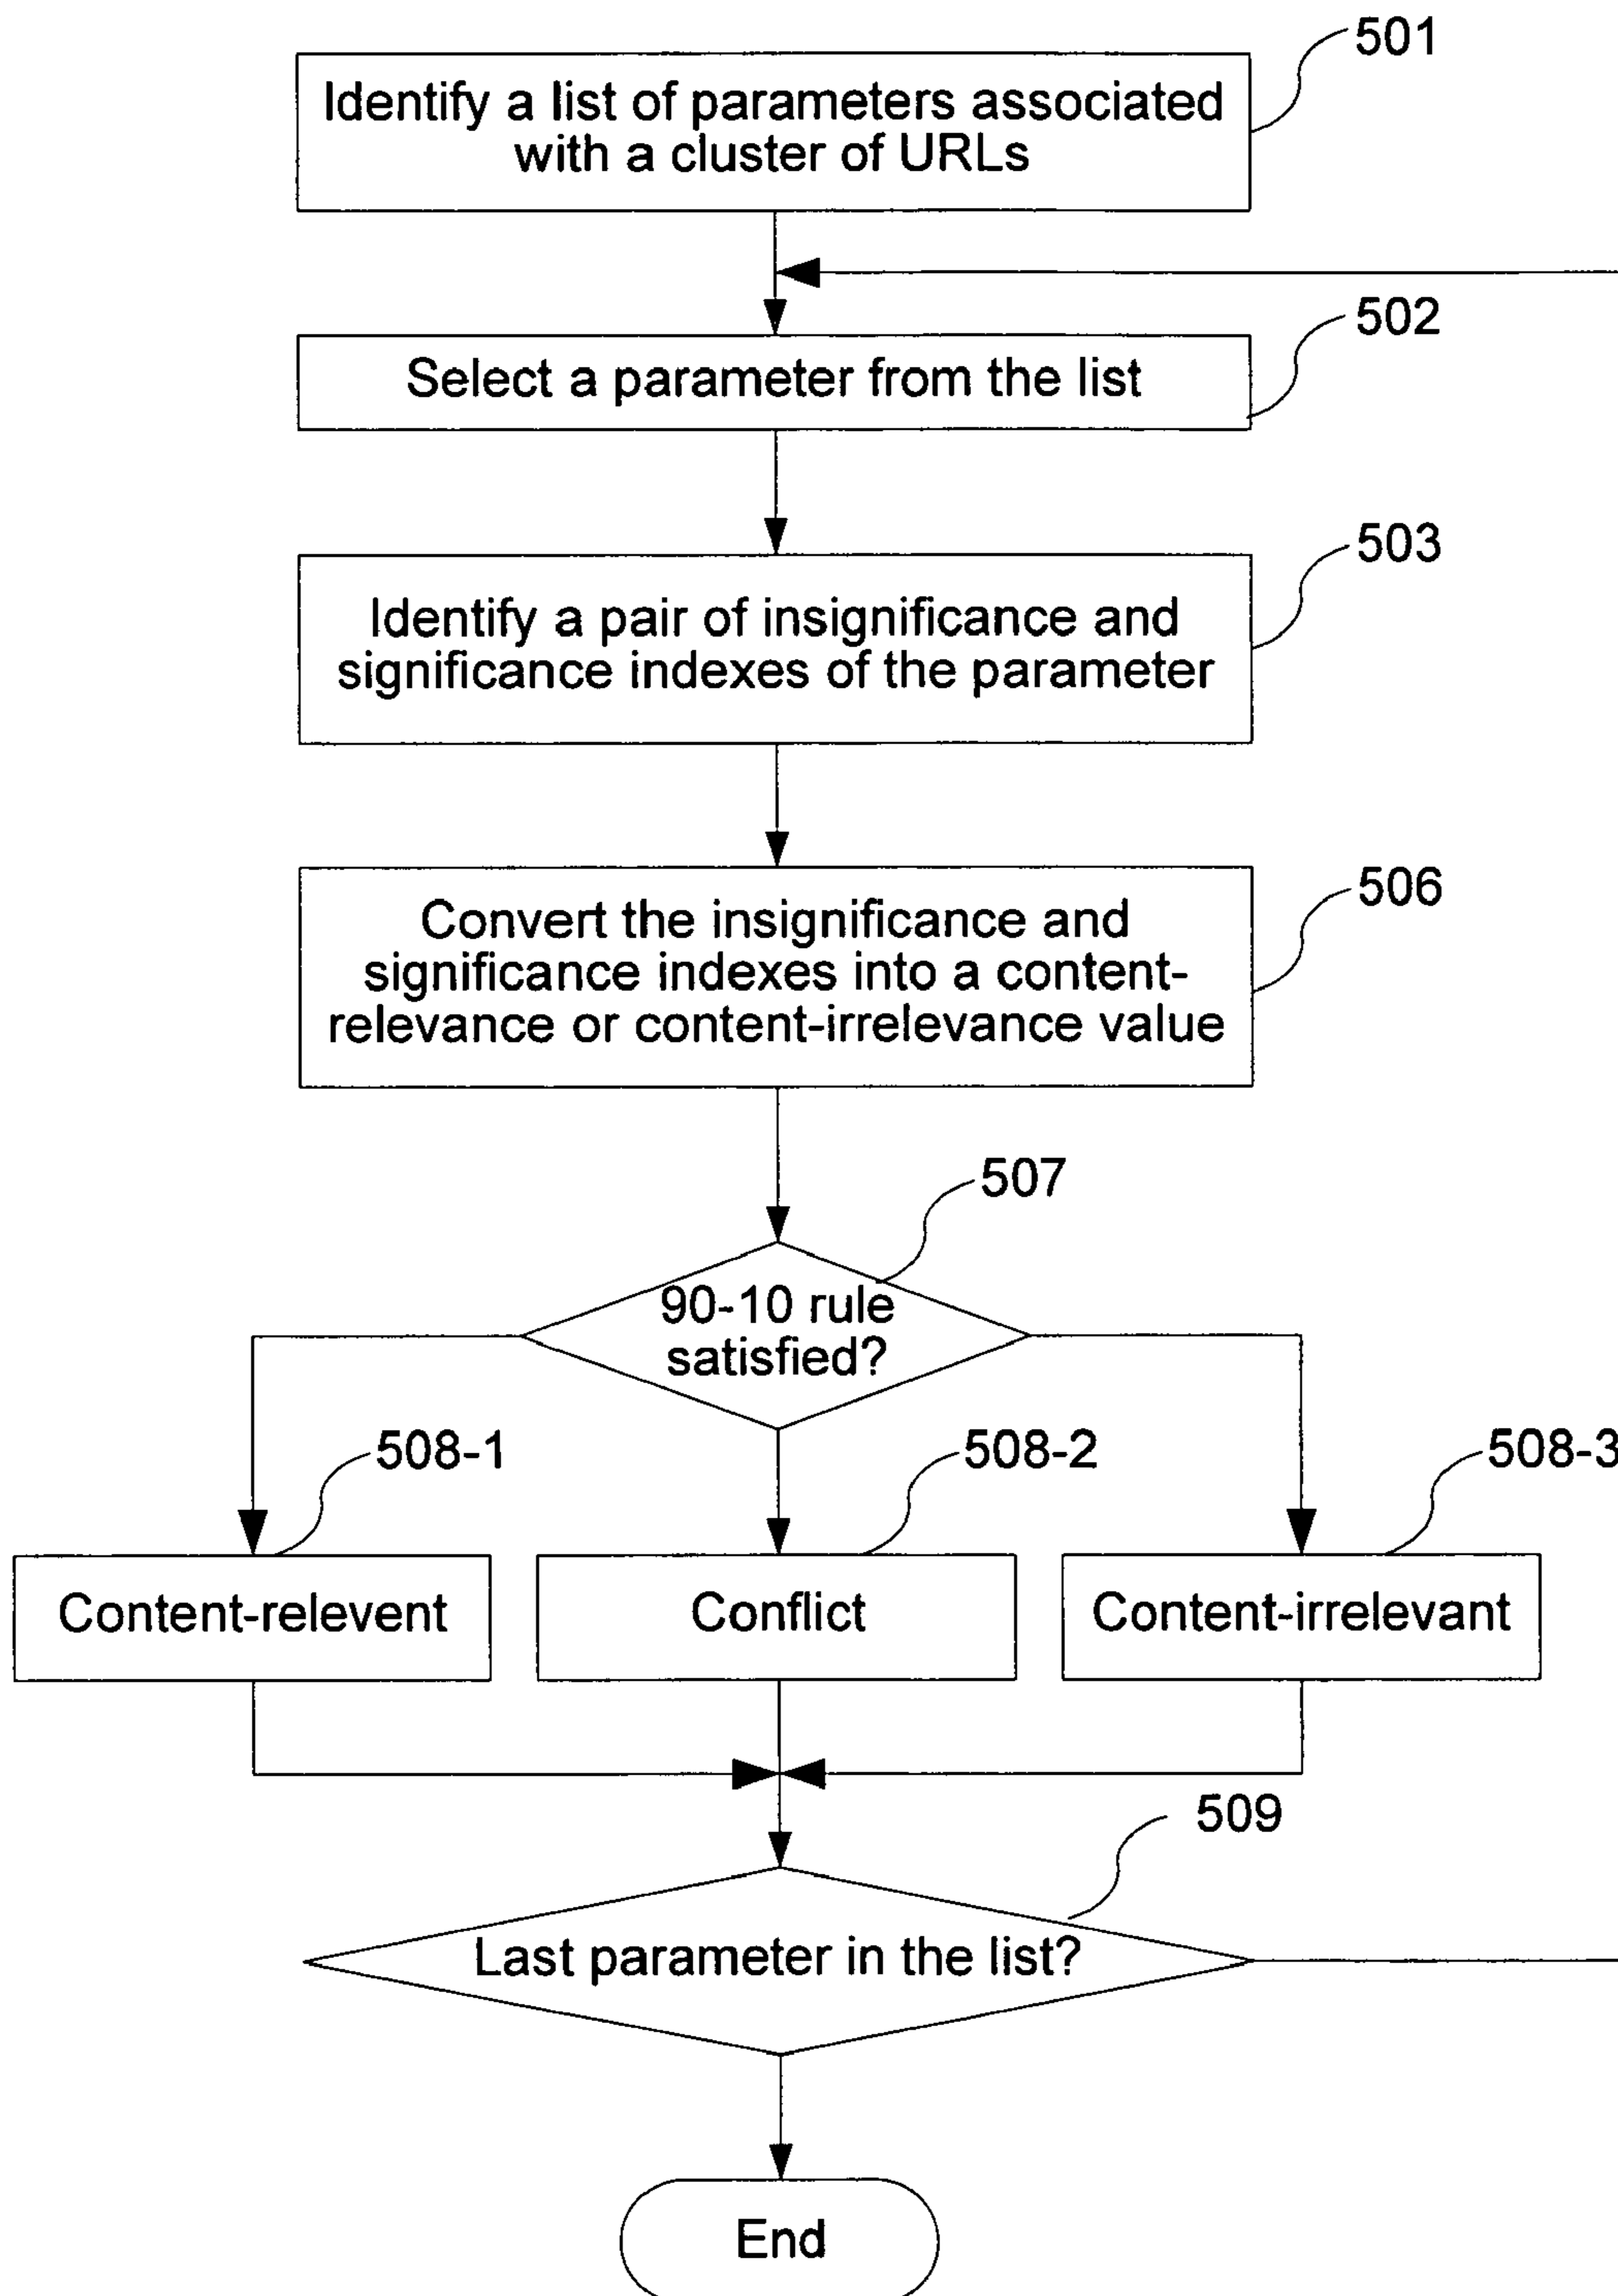 501
Identify a list of parameters associated
with a cluster of URLs
502
Select a parameter from the list
503
Identify a pair of insignificance and
significance indexes of the parameter
506
Convert the insignificance and
significance indexes into a content-
relevance or content-irrelevance value
507
90-10 rule
satisfied?
508-1
508-2
508-3
Content-relevent
Conflict
Content-irrelevant
509
Last parameter in the list?
End